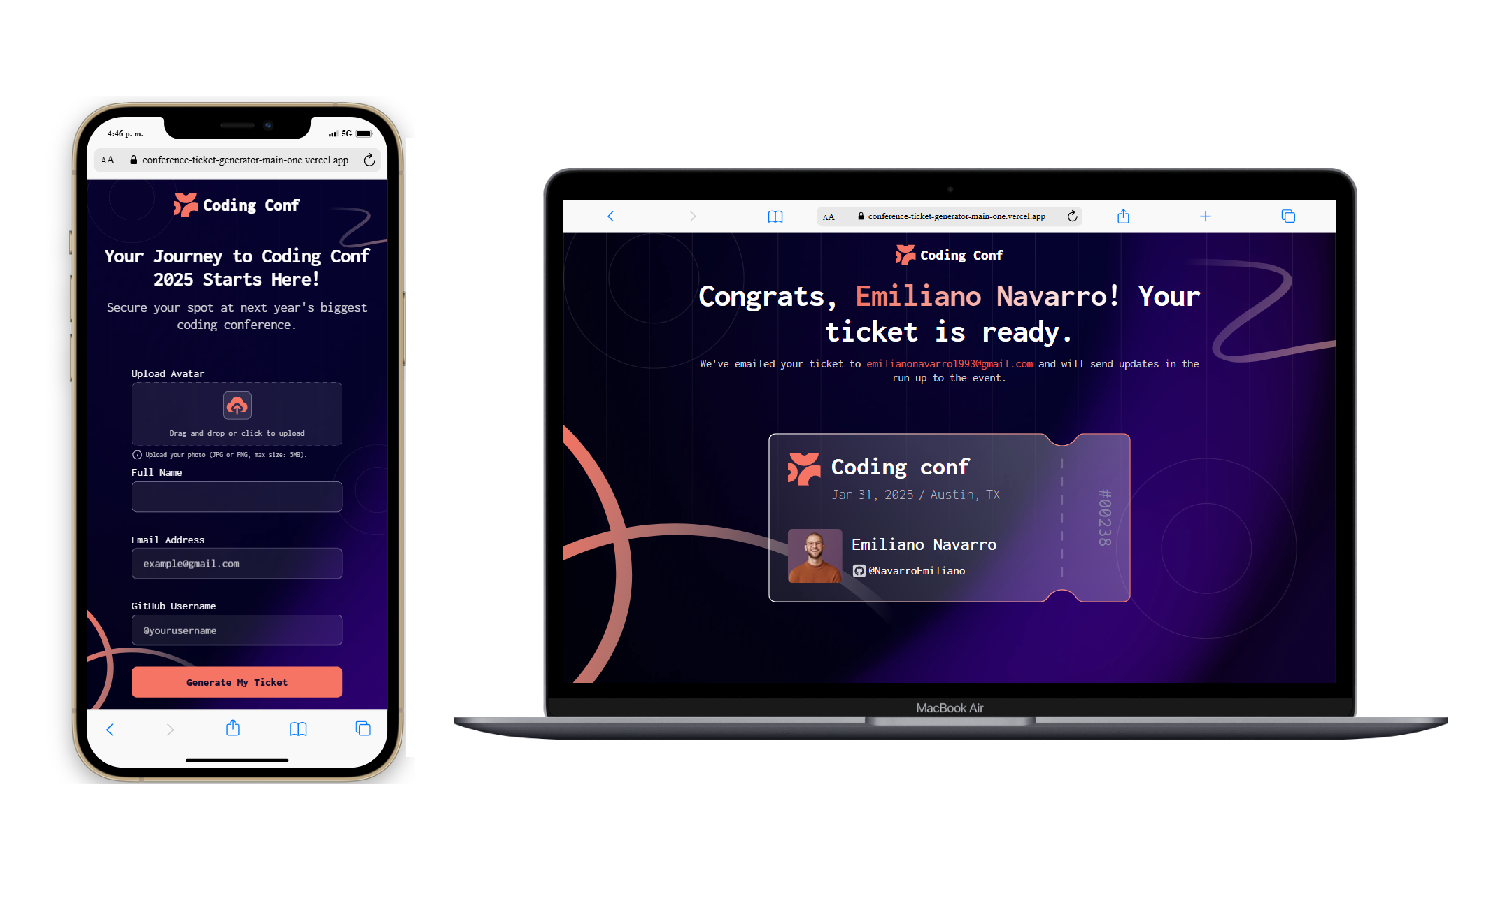 4:46 p. m.
5G
AA conference-ticket-generator-main-one.vercel.app
Coding Conf
Your Journey to Coding Conf
2025 Starts Here!
Secure your spot at next year's biggest
coding conference.
Upload Avatar
Drag and drop or click to upload
Upload your photo (JPG or PNG, max size: 5MB).
Full Name
Email Address
example@gmail.com
GitHub Username
@yourusername
Generate My Ticket
AA conference-ticket-generator-main-one.vercel.app
Coding Conf
Congrats, Emiliano Navarro! Your
ticket is ready.
We've emailed your ticket to emilianonavarro1993@gmail.com and will send updates in the
run up to the event.
Coding conf
Jan 31, 2025 / Austin, TX
Emiliano Navarro
@NavarroEmiliano
#00238
MacBook Air